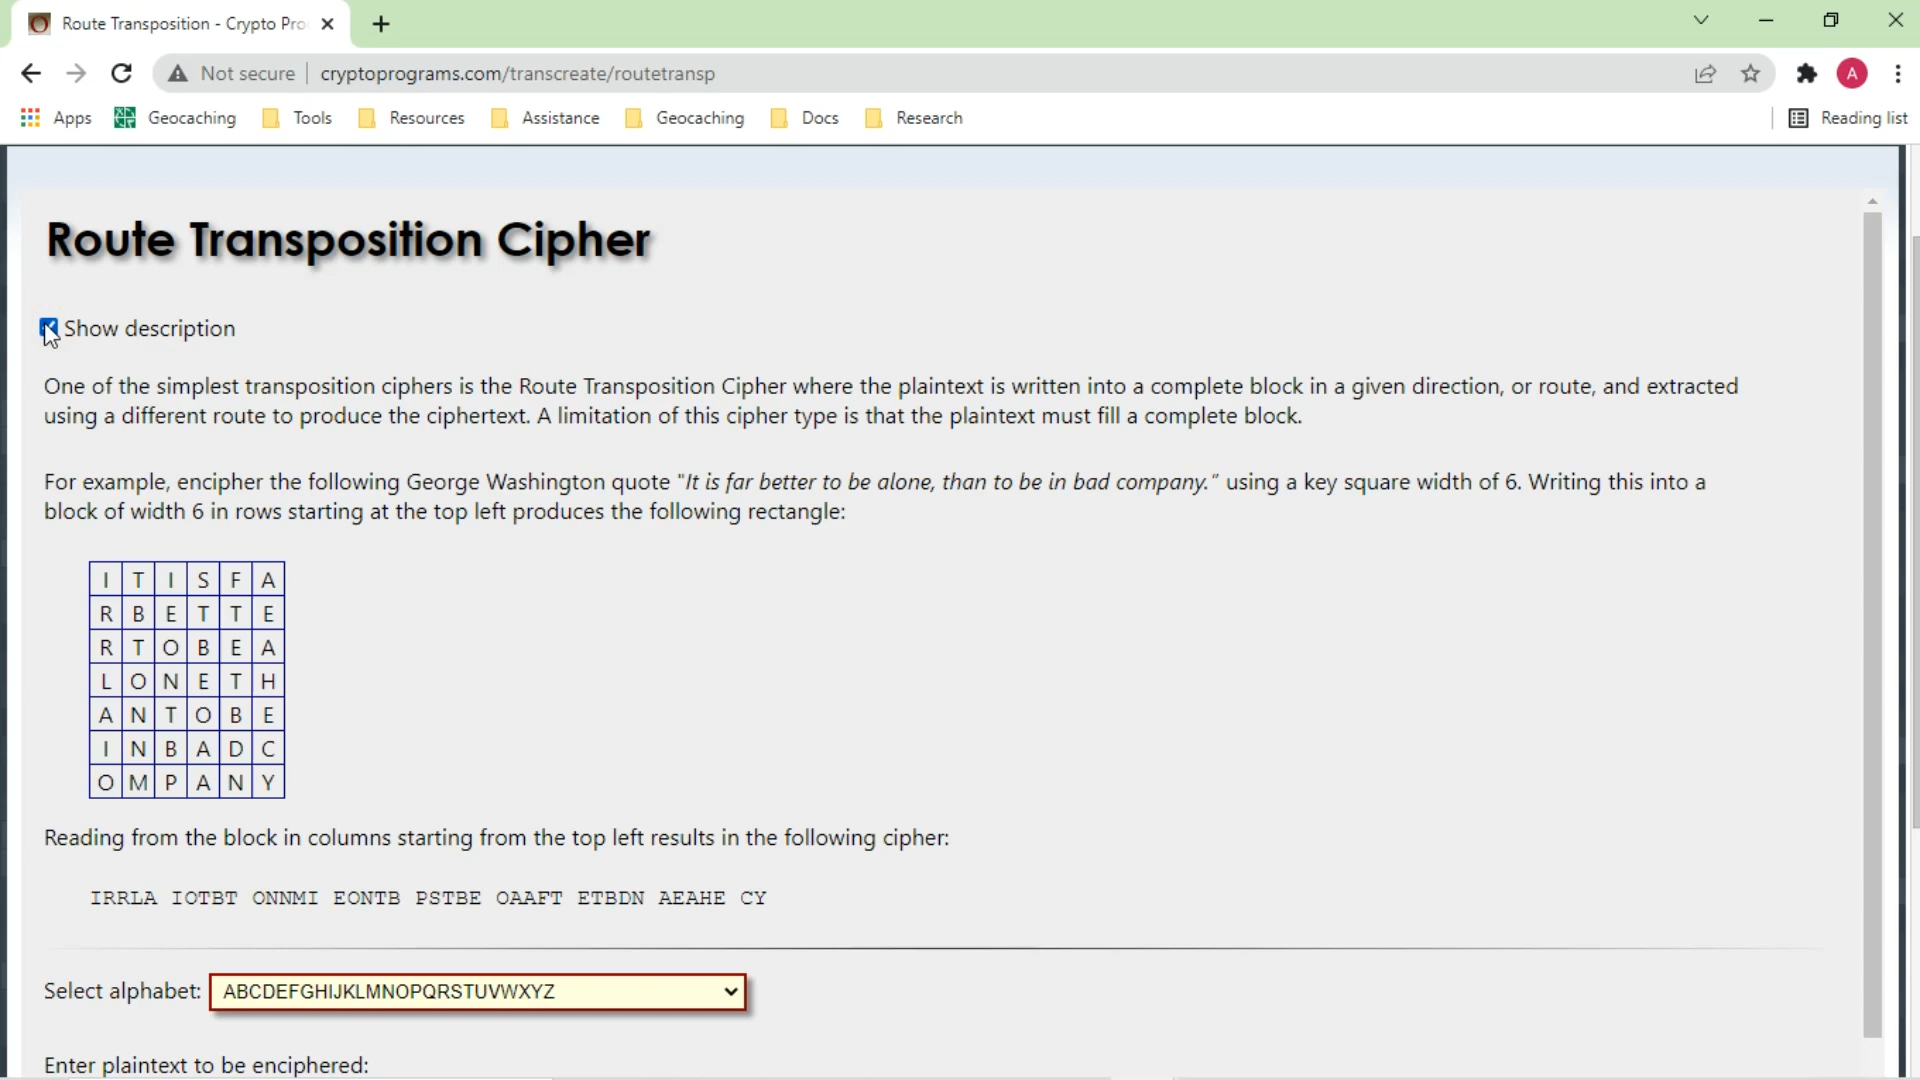 Route Transposition - Crypto Pro
Not secure
cryptoprograms.com/transcreate/routetransp
A
Apps
Geocaching
Tools
Resources
Assistance
Geocaching
Docs
Research
Reading list
Route Transposition Cipher
Show description
One of the simplest transposition ciphers is the Route Transposition Cipher where the plaintext is written into a complete block in a given direction, or route, and extracted
using a different route to produce the ciphertext. A limitation of this cipher type is that the plaintext must fill a complete block.
For example, encipher the following George Washington quote "It is far better to be alone, than to be in bad company." using a key square width of 6. Writing this into a
block of width 6 in rows starting at the top left produces the following rectangle:
I T I S F A
R B E T T E
R T O B E A
L O N E T H
A N T O B E
I N B A D C
O M P A N Y
Reading from the block in columns starting from the top left results in the following cipher:
IRRLA IOTBT ONNMI EONTB PSTBE OAAFT ETBDN AEAHE CY
Select alphabet: ABCDEFGHIJKLMNOPQRSTUVWXYZ
Enter plaintext to be enciphered: